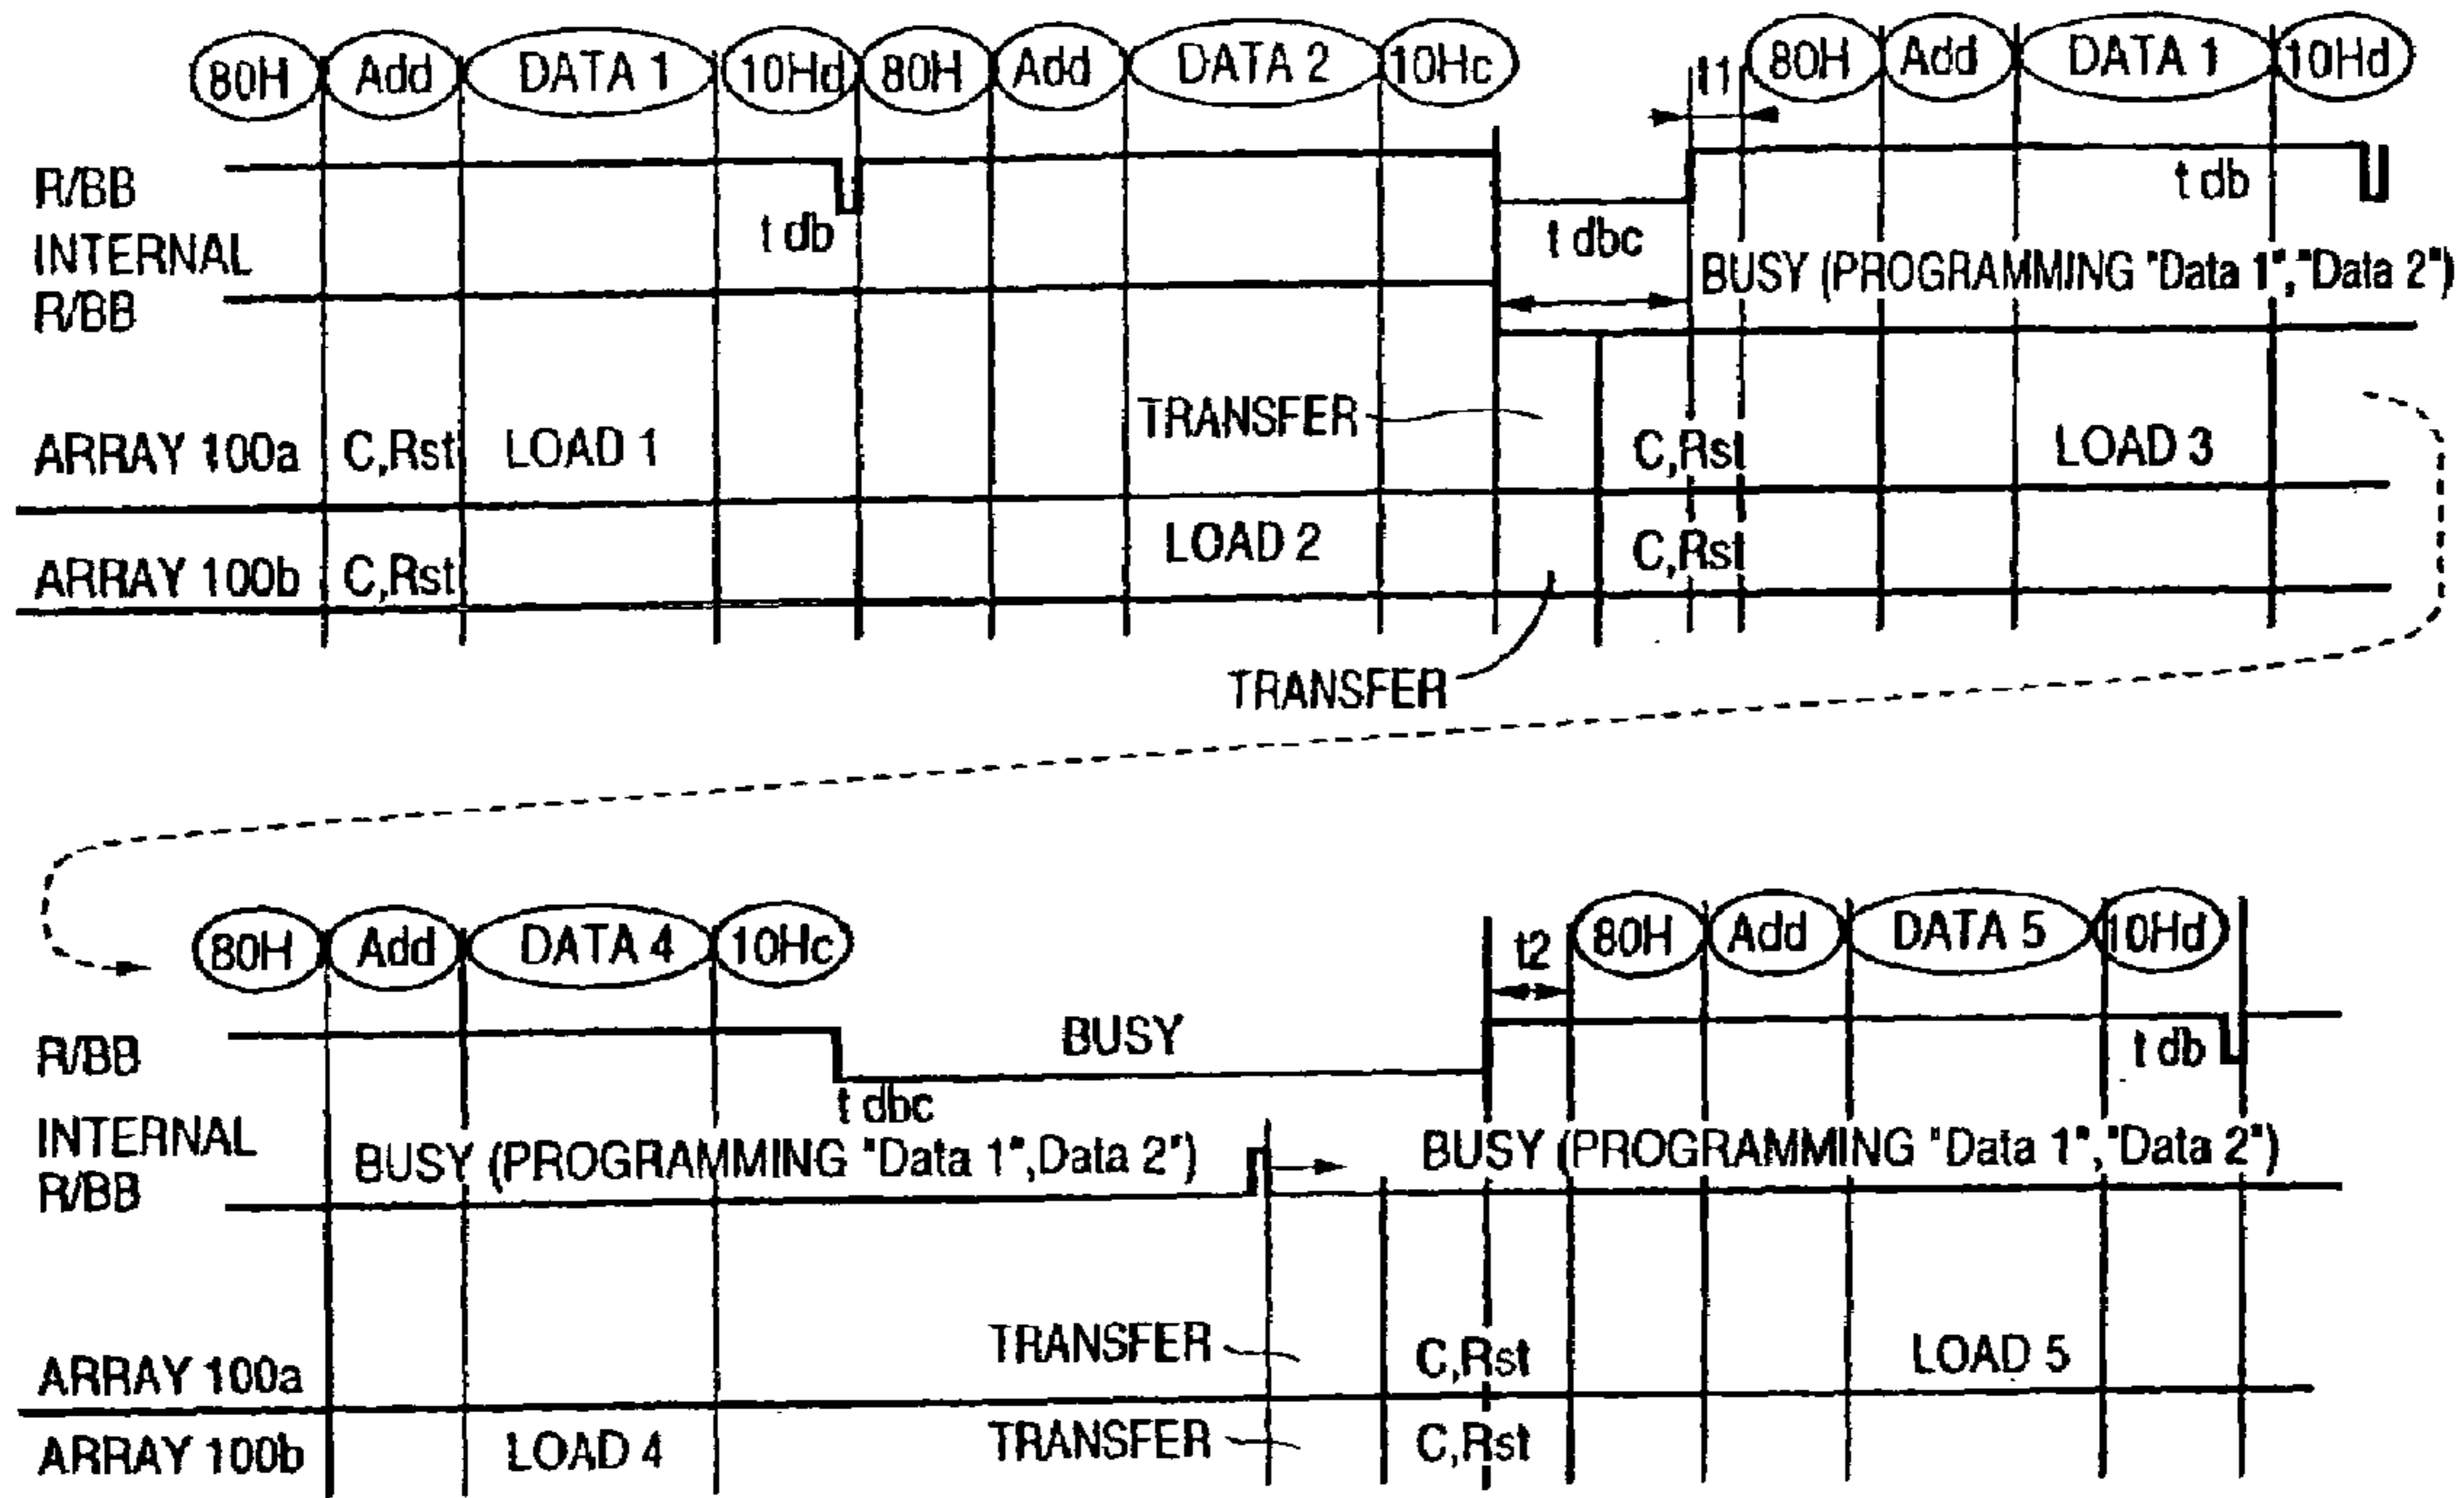 80H Add DATA 1 10Hd 80H Add DATA 2 10Hc t1 80H Add DATA 1 10Hd
R/BB
t db
t dbc
t db
INTERNAL
R/BB
BUSY (PROGRAMMING "Data 1","Data 2")
TRANSFER
ARRAY 100a C,Rst LOAD 1 C,Rst LOAD 3
ARRAY 100b C,Rst LOAD 2 C,Rst
TRANSFER
80H Add DATA 4 10Hc t2 80H Add DATA 5 10Hd
R/BB
BUSY
t dbc
t db
INTERNAL
R/BB
BUSY (PROGRAMMING "Data 1",Data 2")
BUSY (PROGRAMMING "Data 1","Data 2")
ARRAY 100a TRANSFER C,Rst LOAD 5
ARRAY 100b LOAD 4 TRANSFER C,Rst